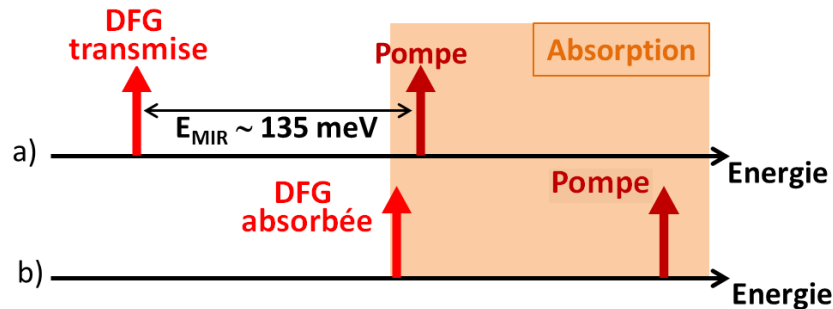 DFG
transmise
Pompe
Absorption
E_MIR ~ 135 meV
a)
Energie
DFG
absorbée
Pompe
b)
Energie